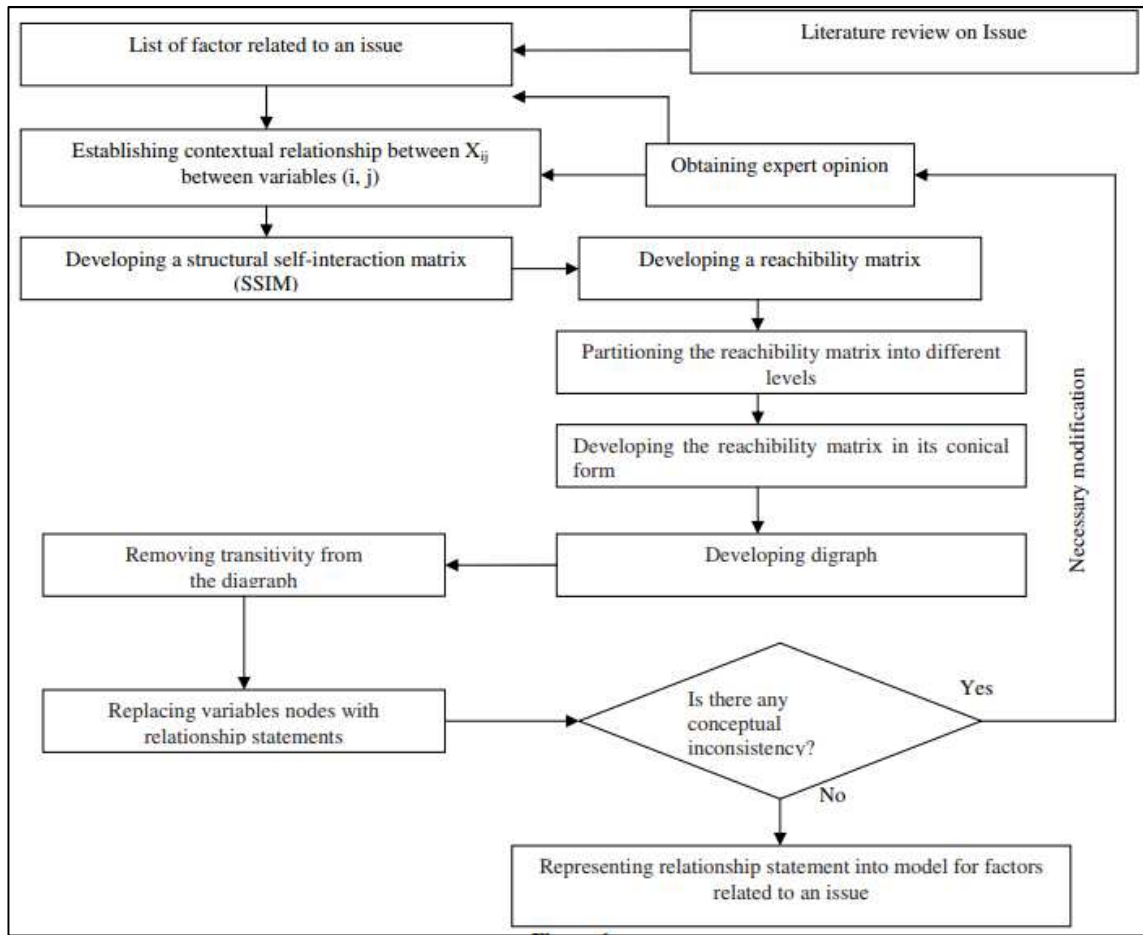 List of factor related to an issue
Literature review on Issue
Establishing contextual relationship between Xij
between variables (i, j)
Obtaining expert opinion
Developing a structural self-interaction matrix
(SSIM)
Developing a reachibility matrix
Partitioning the reachibility matrix into different
levels
Developing the reachibility matrix in its conical
form
Necessary modification
Removing transitivity from
the diagraph
Developing digraph
Replacing variables nodes with
relationship statements
Is there any
conceptual
inconsistency?
Yes
No
Representing relationship statement into model for factors
related to an issue